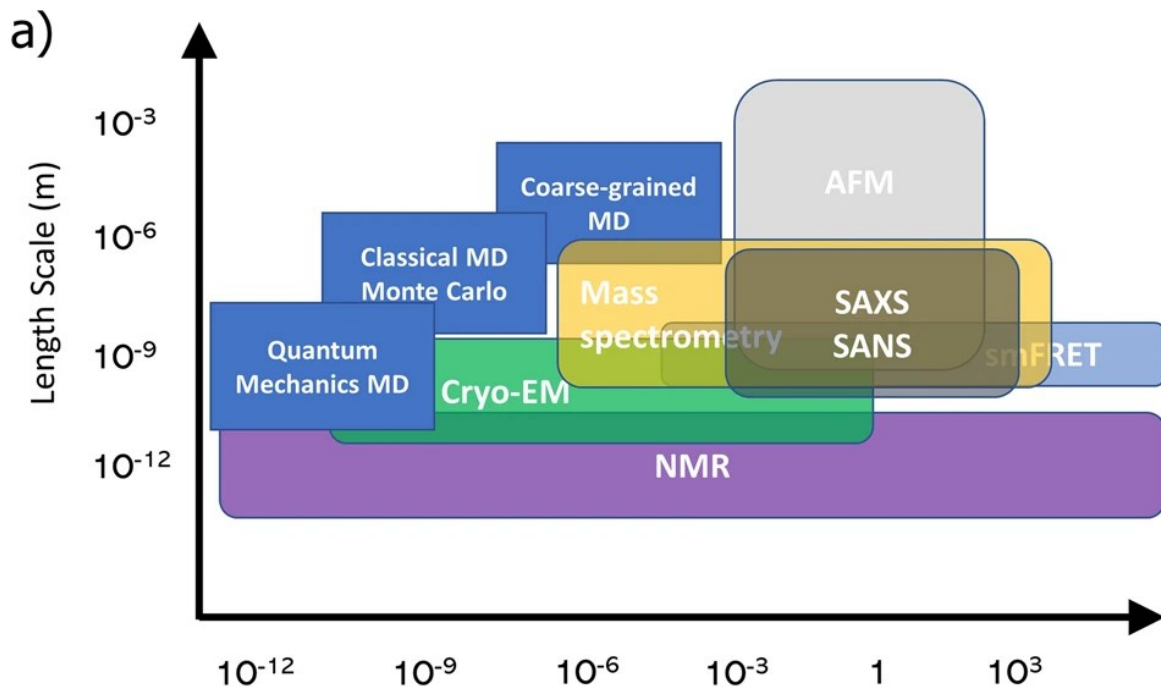 a)
Length Scale (m)
10⁻³
10⁻⁶
10⁻⁹
10⁻¹²
Coarse-grained
MD
AFM
Classical MD
Monte Carlo
Mass
spectrometry
SAXS
SANS
smFRET
Quantum
Mechanics MD
Cryo-EM
NMR
10⁻¹² 10⁻⁹ 10⁻⁶ 10⁻³ 1 10³